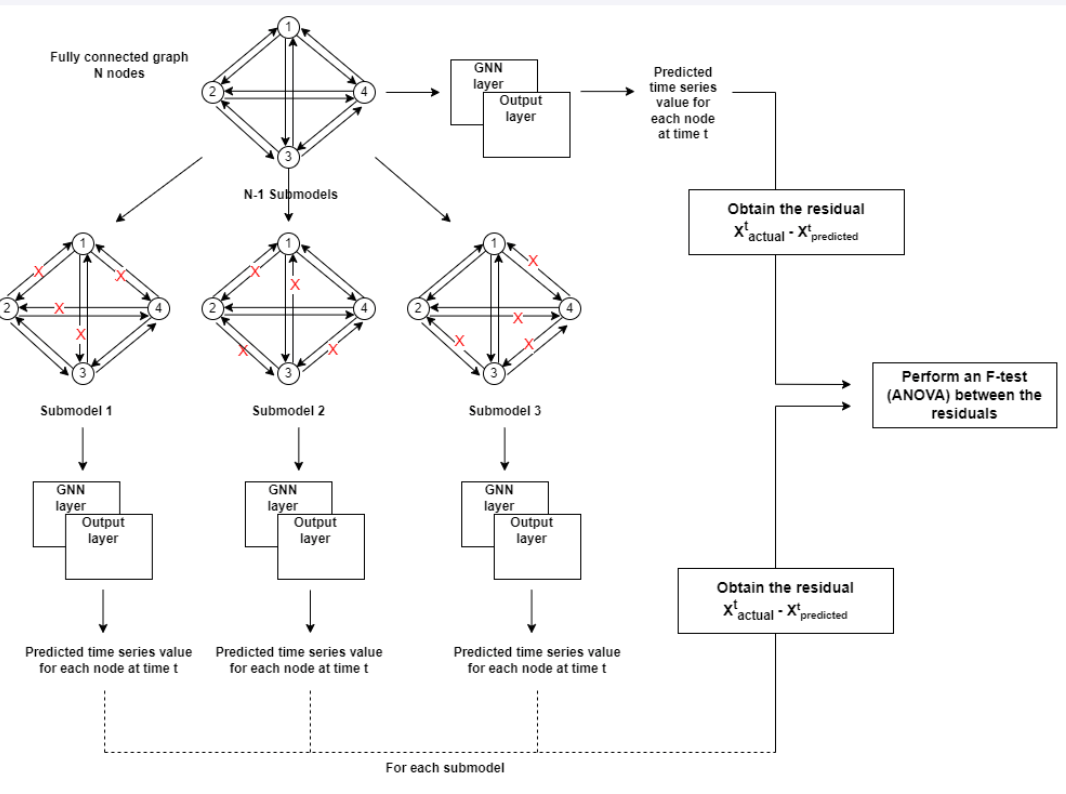 Fully connected graph
N nodes
1
2
4
3
GNN
layer
Output
layer
Predicted
time series
value for
each node
at time t
N-1 Submodels
Obtain the residual
X^t actual - X^t predicted
1
X
X
2
X
4
X
3
1
X
X
2
4
X
X
3
1
X
2
4
X
X
X
3
Submodel 1
Submodel 2
Submodel 3
Perform an F-test
(ANOVA) between the
residuals
GNN
layer
Output
layer
GNN
layer
Output
layer
GNN
layer
Output
layer
Obtain the residual
X^t actual - X^t predicted
Predicted time series value
for each node at time t
Predicted time series value
for each node at time t
Predicted time series value
for each node at time t
For each submodel